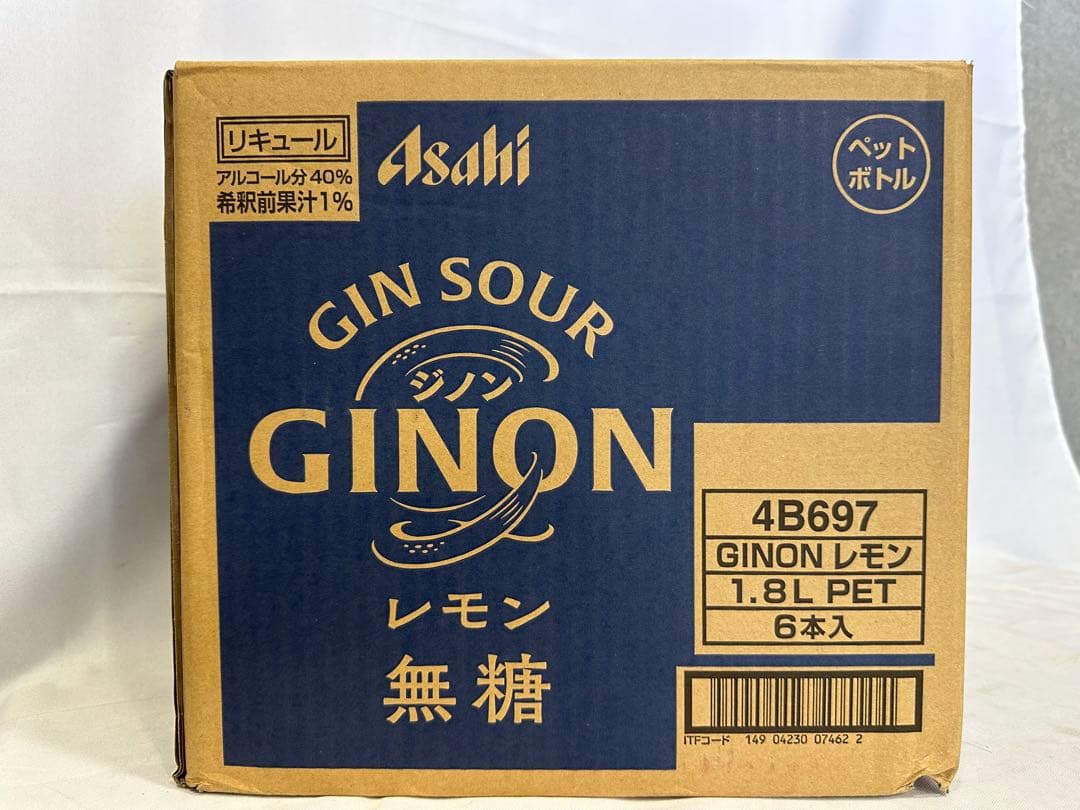 リキュール
アルコール分40%
希釈前果汁1%
Asahi
ペット
ボトル
GIN SOUR
ジノン
GINON
レモン
無糖
4B697
GINON レモン
1.8L PET
6本入
ITFコード 149 04230 07462 2